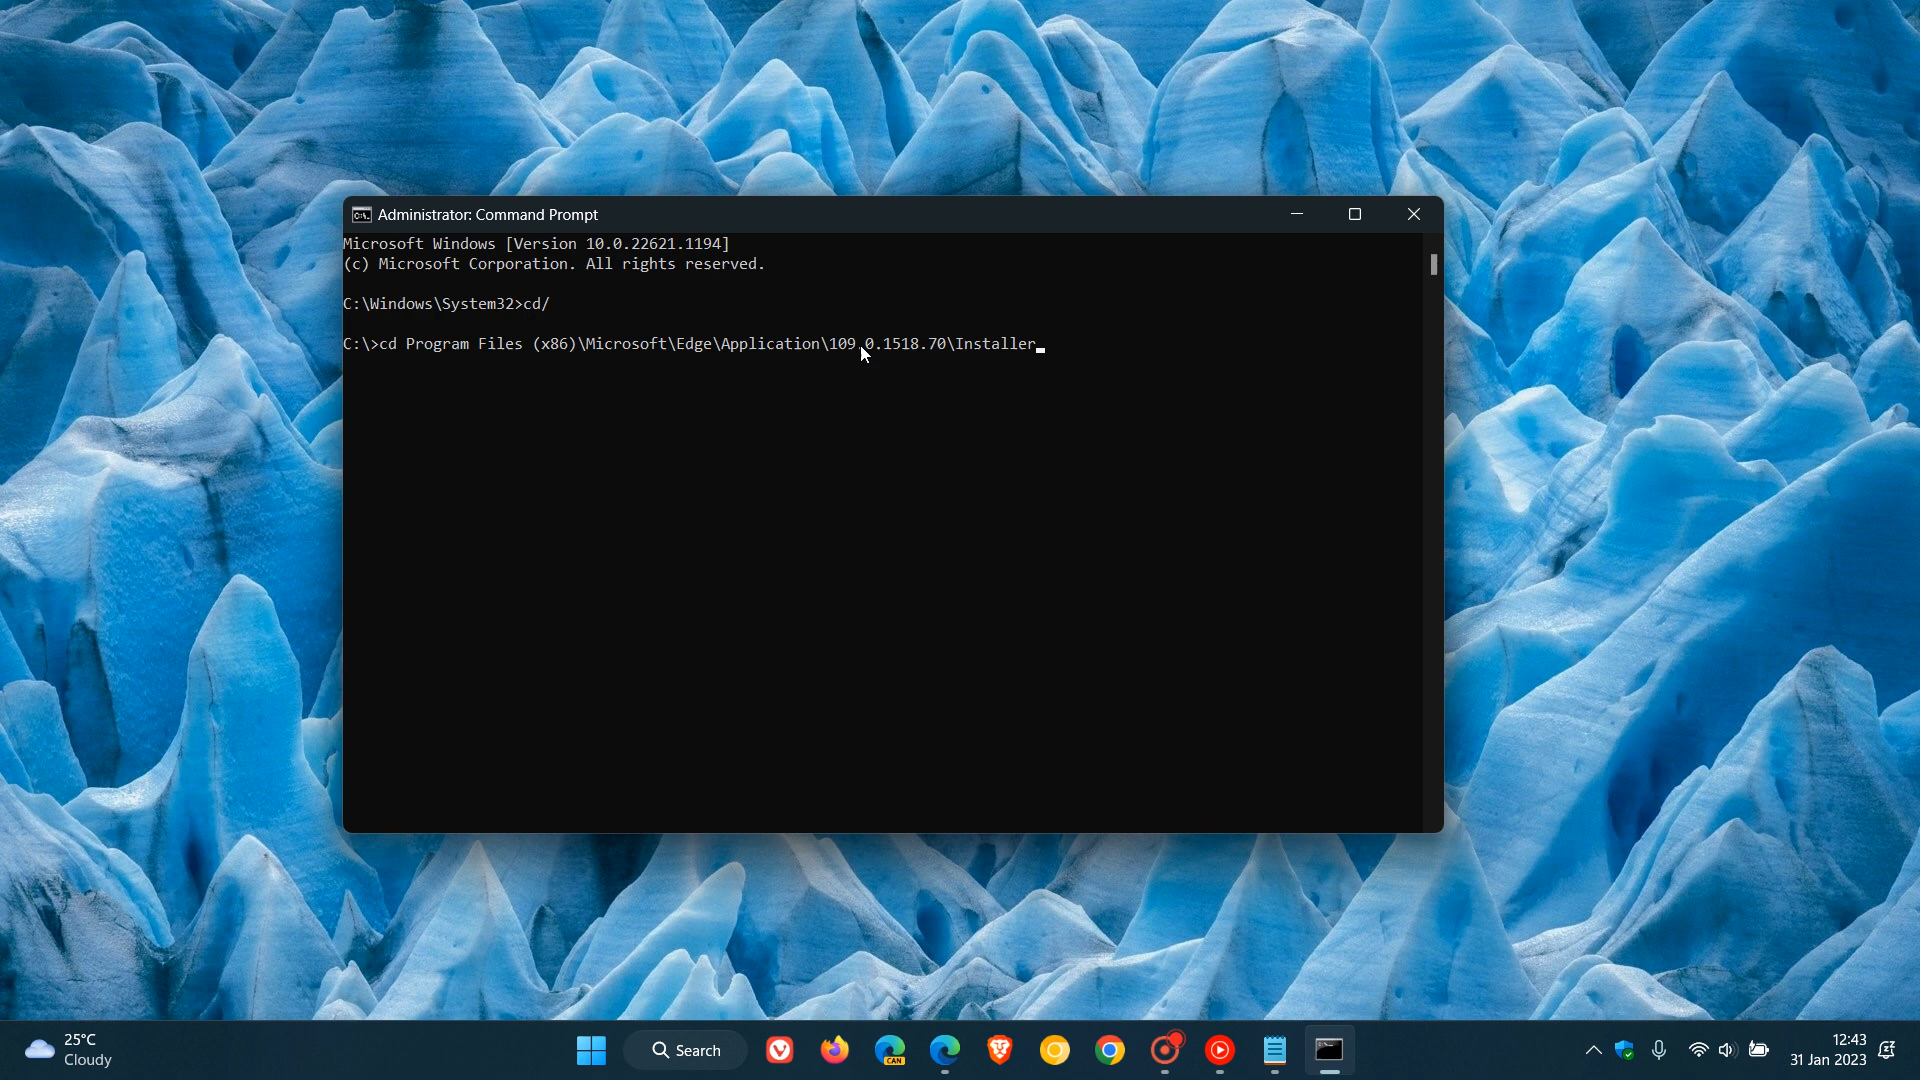 Administrator: Command Prompt
Microsoft Windows [Version 10.0.22621.1194]
(c) Microsoft Corporation. All rights reserved.
C:\Windows\System32>cd/
C:\>cd Program Files (x86)\Microsoft\Edge\Application\109.0.1518.70\Installer
25°C
Cloudy
Search
CAN
12:43
31 Jan 2023